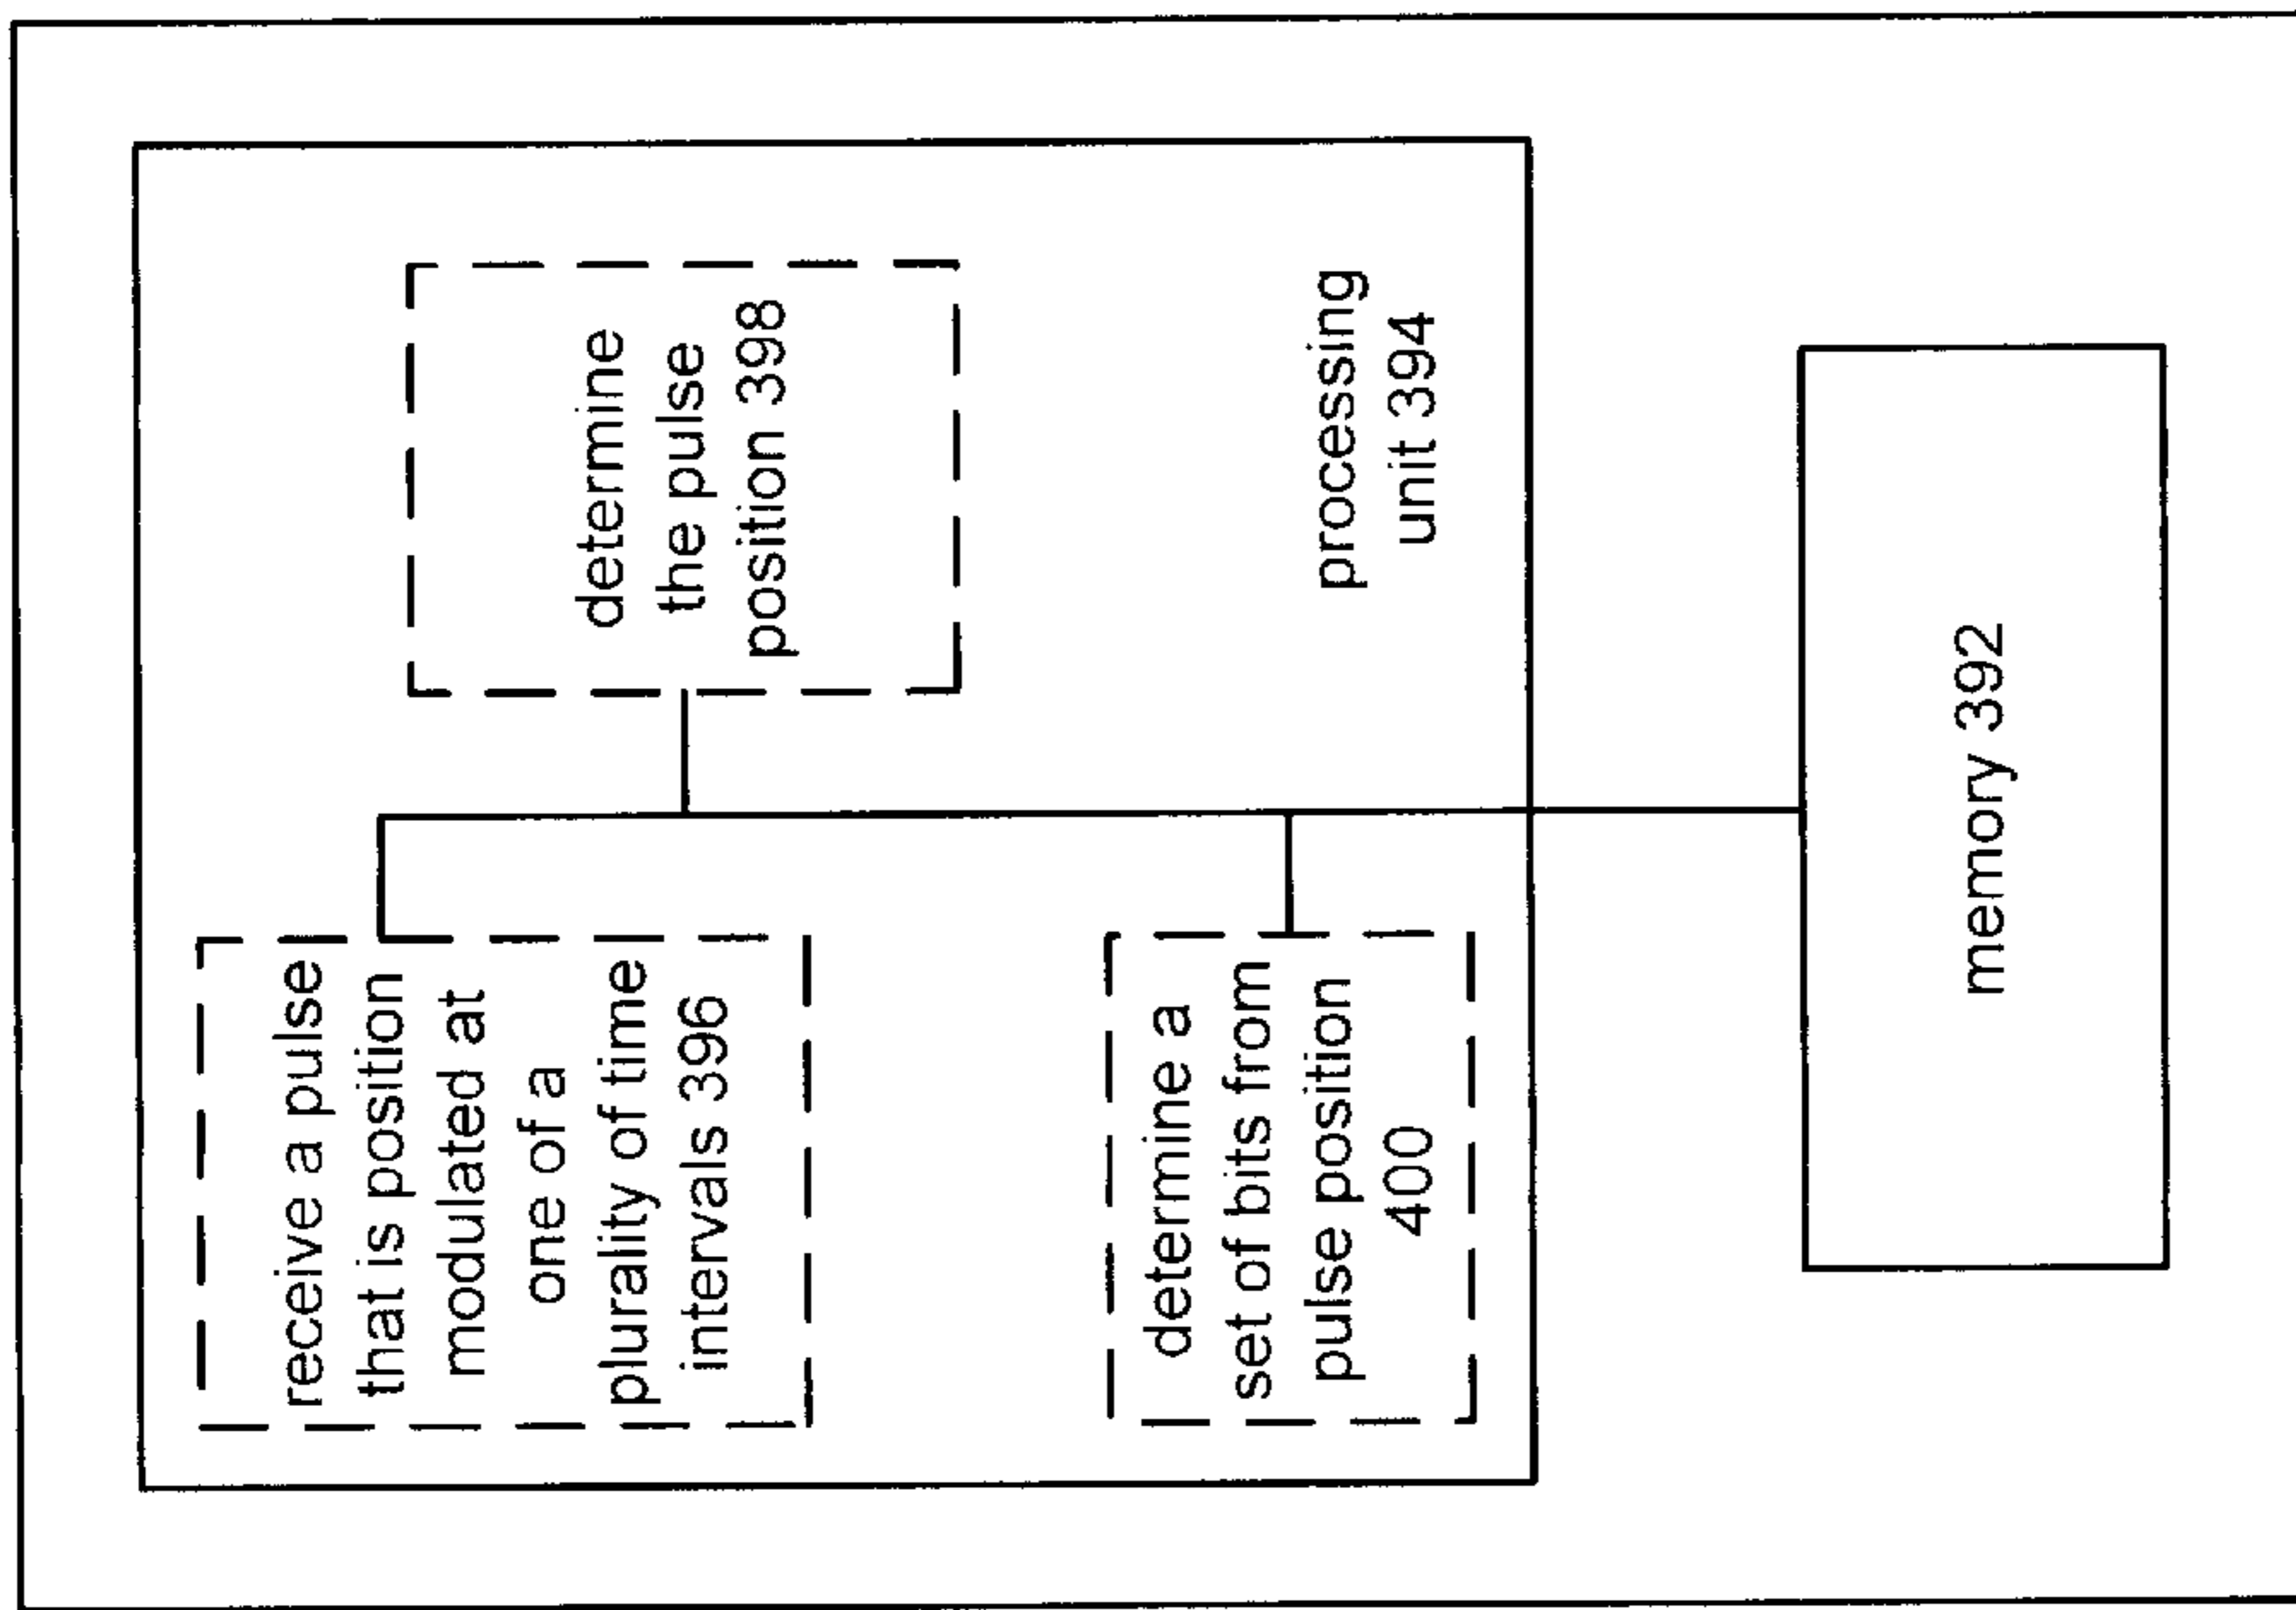 receive a pulse
that is position
modulated at
one of a
plurality of time
intervals 396
determine
the pulse
position 398
determine a
set of bits from
pulse position
400
processing
unit 394
memory 392